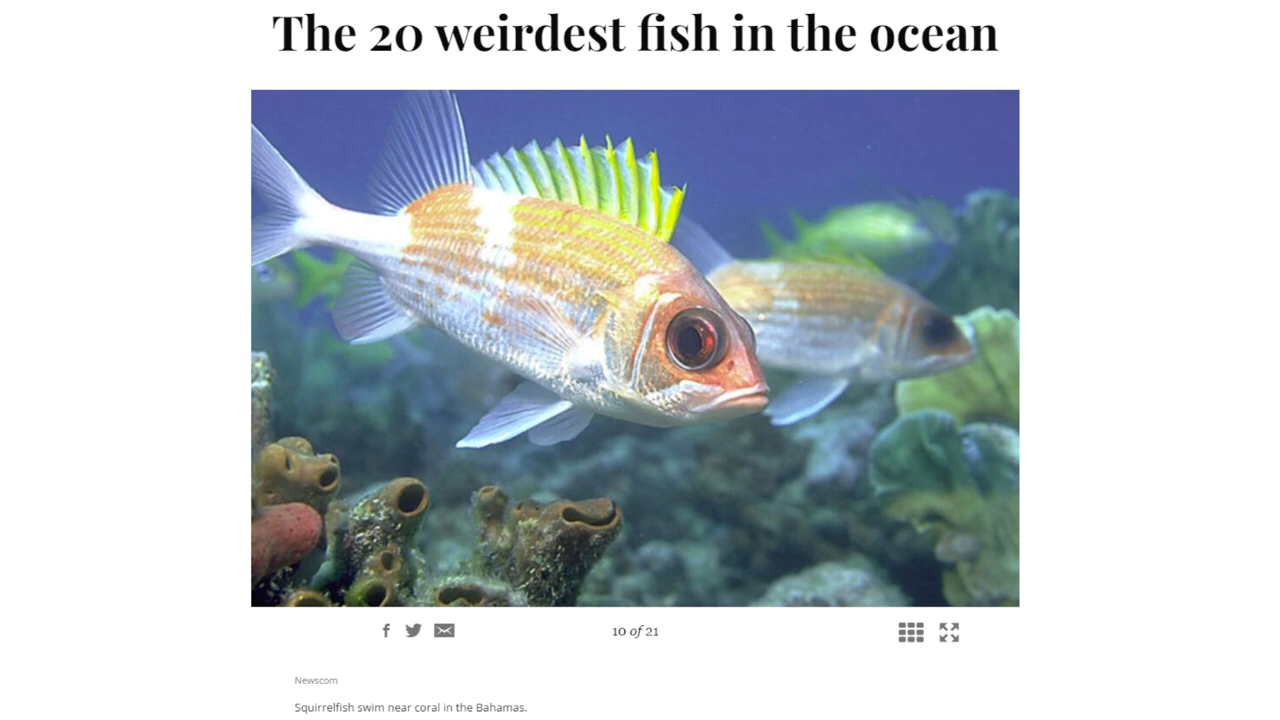 The 20 weirdest fish in the ocean
10 of 21
Newscom
Squirrelfish swim near coral in the Bahamas.